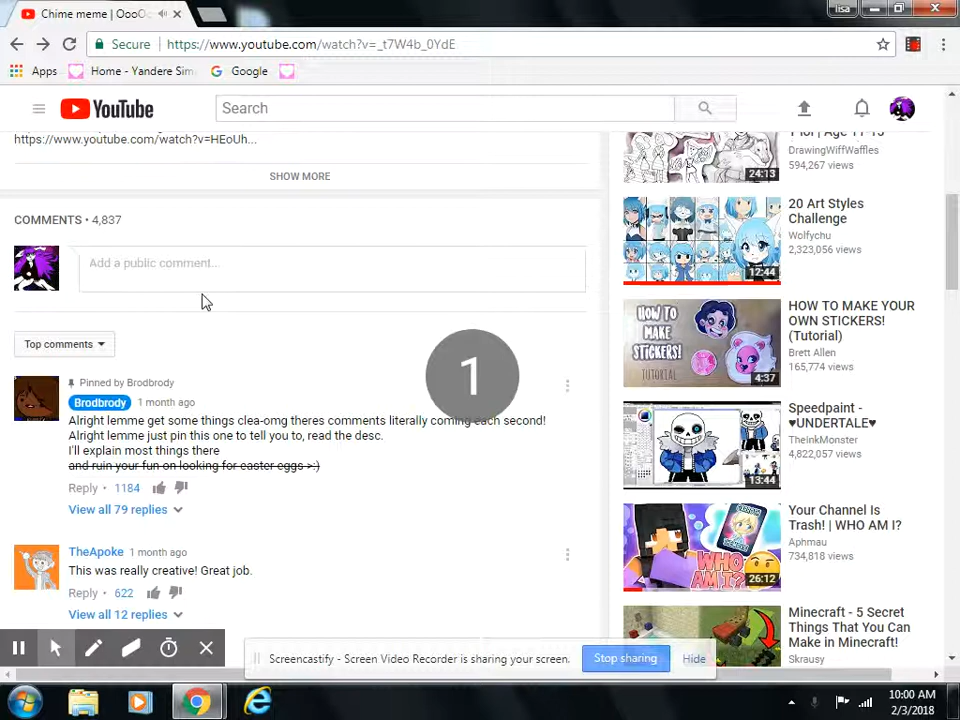 Chime meme | OooO
lisa
Secure
https://www.youtube.com/watch?v=_t7W4b_0YdE
Apps
Home - Yandere Sim
Google
YouTube
Search
https://www.youtube.com/watch?v=HEoUh...
SHOW MORE
COMMENTS • 4,837
Add a public comment...
Top comments
1
Pinned by Brodbrody
Brodbrody 1 month ago
Alright lemme get some things clea-omg theres comments literally coming each second!
Alright lemme just pin this one to tell you to, read the desc.
I'll explain most things there
and ruin your fun on looking for easter eggs >:)
Reply 1184
View all 79 replies
TheApoke 1 month ago
This was really creative! Great job.
Reply 622
View all 12 replies
DrawingWiffWaffles
594,267 views
24:13
20 Art Styles
Challenge
Wolfychu
2,323,056 views
12:44
HOW TO MAKE YOUR
OWN STICKERS!
(Tutorial)
Brett Allen
165,774 views
HOW TO
MAKE
STICKERS!
TUTORIAL
4:37
Speedpaint -
♥UNDERTALE♥
TheinkMonster
4,822,057 views
13:44
Your Channel Is
Trash! | WHO AM I?
Aphmau
734,818 views
WHO
AM I?
26:12
Minecraft - 5 Secret
Things That You Can
Make in Minecraft!
Skrausy
Screencastify - Screen Video Recorder is sharing your screen.
Stop sharing
Hide
10:00 AM
2/3/2018